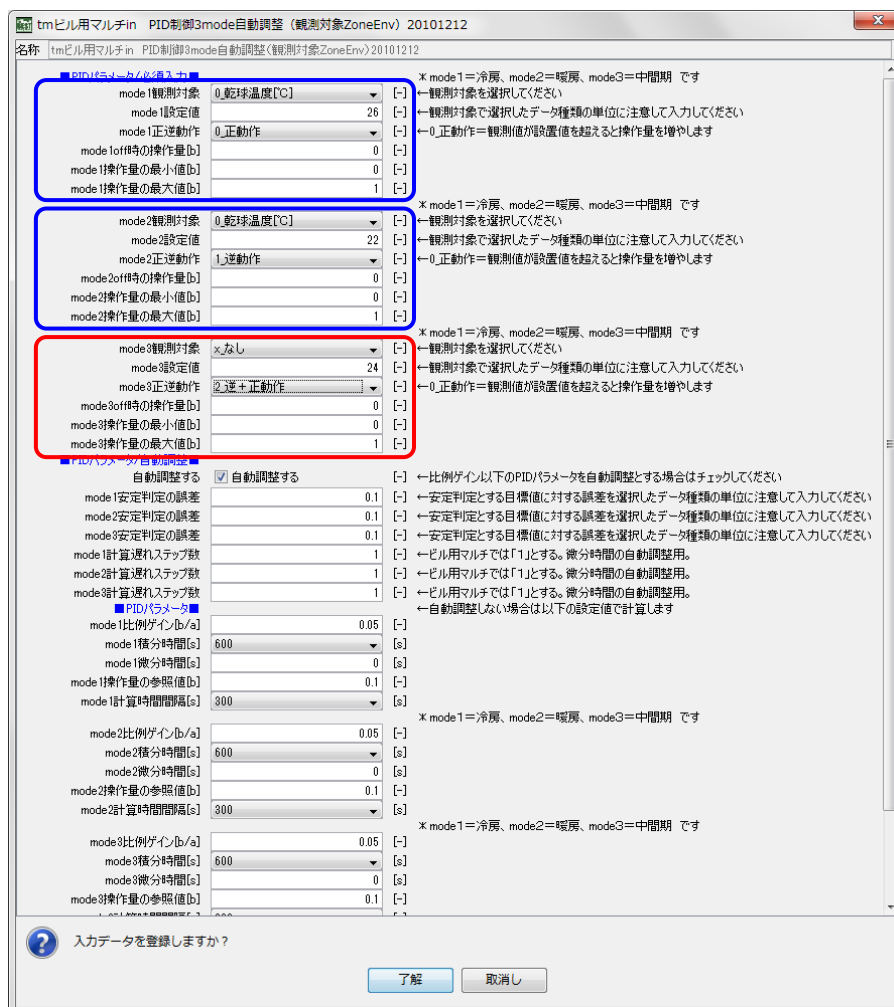 tmビル用マルチin　PID制御3mode自動調整（観測対象ZoneEnv）20101212
名称 tmビル用マルチin　PID制御3mode自動調整（観測対象ZoneEnv）20101212
■PIDパラメータ/必須入力■ ＊mode1＝冷房、mode2＝暖房、mode3＝中間期 です
mode1観測対象 0_乾球温度[℃] [-] ←観測対象を選択してください
mode1設定値 26 [-] ←観測対象で選択したデータ種類の単位に注意して入力してください
mode1正逆動作 0_正動作 [-] ←0_正動作＝観測値が設置値を超えると操作量を増やします
mode1off時の操作量[b] 0 [-]
mode1操作量の最小値[b] 0 [-]
mode1操作量の最大値[b] 1 [-]
＊mode1＝冷房、mode2＝暖房、mode3＝中間期 です
mode2観測対象 0_乾球温度[℃] [-] ←観測対象を選択してください
mode2設定値 22 [-] ←観測対象で選択したデータ種類の単位に注意して入力してください
mode2正逆動作 1_逆動作 [-] ←0_正動作＝観測値が設置値を超えると操作量を増やします
mode2off時の操作量[b] 0 [-]
mode2操作量の最小値[b] 0 [-]
mode2操作量の最大値[b] 1 [-]
＊mode1＝冷房、mode2＝暖房、mode3＝中間期 です
mode3観測対象 x_なし [-] ←観測対象を選択してください
mode3設定値 24 [-] ←観測対象で選択したデータ種類の単位に注意して入力してください
mode3正逆動作 2_逆＋正動作 [-] ←0_正動作＝観測値が設置値を超えると操作量を増やします
mode3off時の操作量[b] 0 [-]
mode3操作量の最小値[b] 0 [-]
mode3操作量の最大値[b] 1 [-]
■PIDパラメータ/自動調整■
自動調整する 自動調整する [-] ←比例ゲイン以下のPIDパラメータを自動調整とする場合はチェックしてください
mode1安定判定の誤差 0.1 [-] ←安定判定とする目標値に対する誤差を選択したデータ種類の単位に注意して入力してください
mode2安定判定の誤差 0.1 [-] ←安定判定とする目標値に対する誤差を選択したデータ種類の単位に注意して入力してください
mode3安定判定の誤差 0.1 [-] ←安定判定とする目標値に対する誤差を選択したデータ種類の単位に注意して入力してください
mode1計算遅れステップ数 1 [-] ←ビル用マルチでは「1」とする。微分時間の自動調整用。
mode2計算遅れステップ数 1 [-] ←ビル用マルチでは「1」とする。微分時間の自動調整用。
mode3計算遅れステップ数 1 [-] ←ビル用マルチでは「1」とする。微分時間の自動調整用。
■PIDパラメータ■ ←自動調整しない場合は以下の設定値で計算します
mode1比例ゲイン[b/a] 0.05 [-]
mode1積分時間[s] 600 [s]
mode1微分時間[s] 0 [s]
mode1操作量の参照値[b] 0.1 [-]
mode1計算時間間隔[s] 300 [s]
＊mode1＝冷房、mode2＝暖房、mode3＝中間期 です
mode2比例ゲイン[b/a] 0.05 [-]
mode2積分時間[s] 600 [s]
mode2微分時間[s] 0 [s]
mode2操作量の参照値[b] 0.1 [-]
mode2計算時間間隔[s] 300 [s]
＊mode1＝冷房、mode2＝暖房、mode3＝中間期 です
mode3比例ゲイン[b/a] 0.05 [-]
mode3積分時間[s] 600 [s]
mode3微分時間[s] 0 [s]
mode3操作量の参照値[b] 0.1 [-]
入力データを登録しますか？
了解 取消し